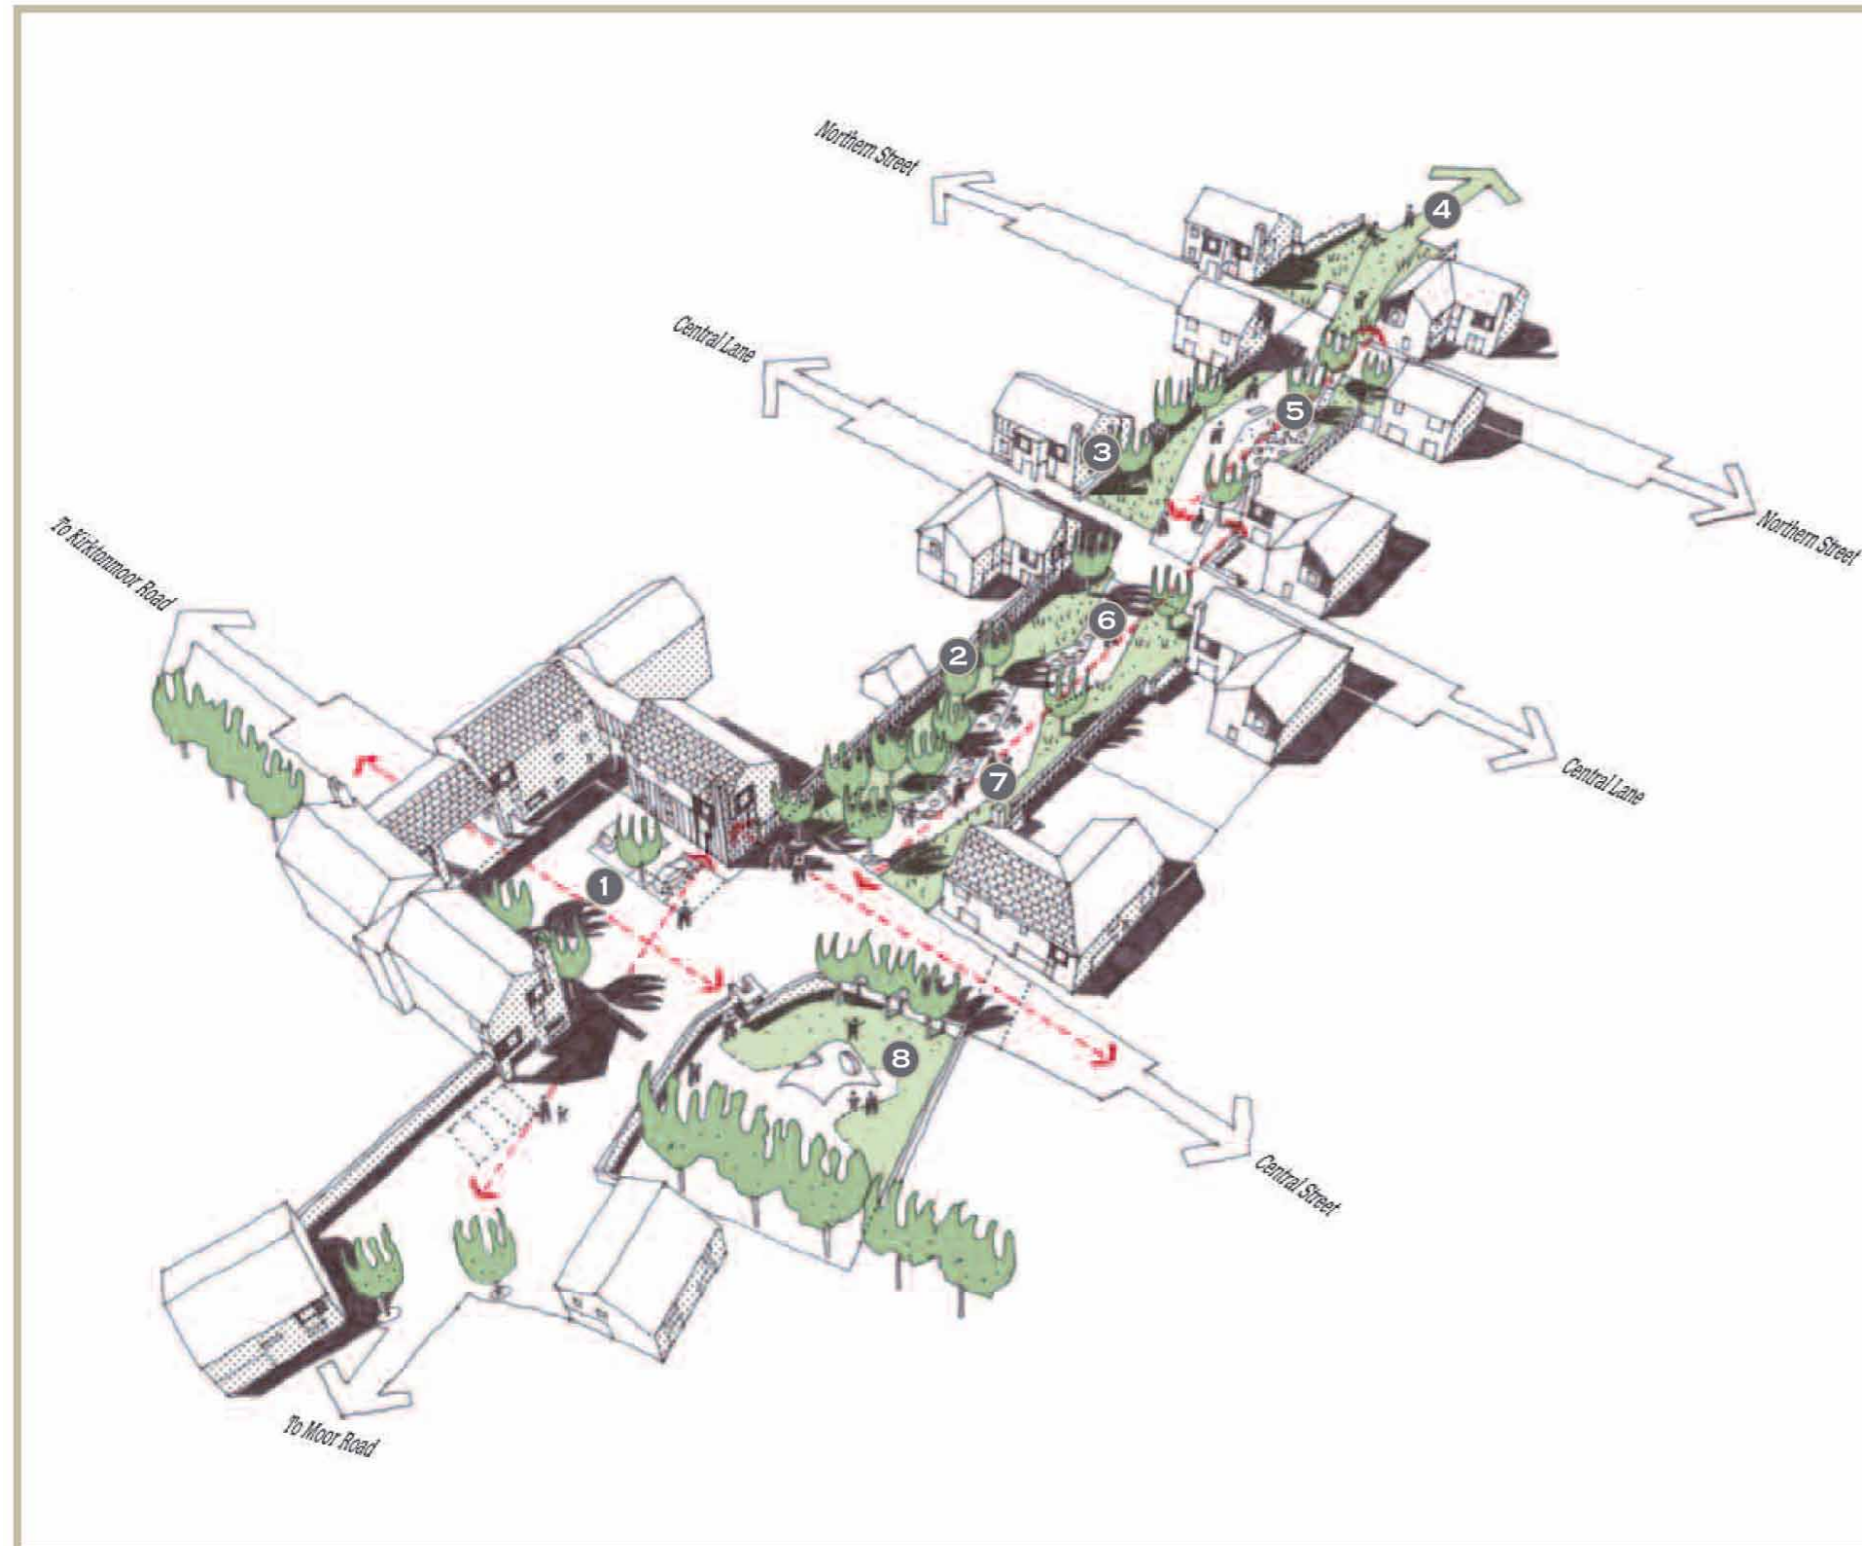 Northern Street
4
Central Lane
5
3
To Kirktonmoor Road
Northern Street
6
2
7
Central Lane
1
8
Central Street
To Moor Road